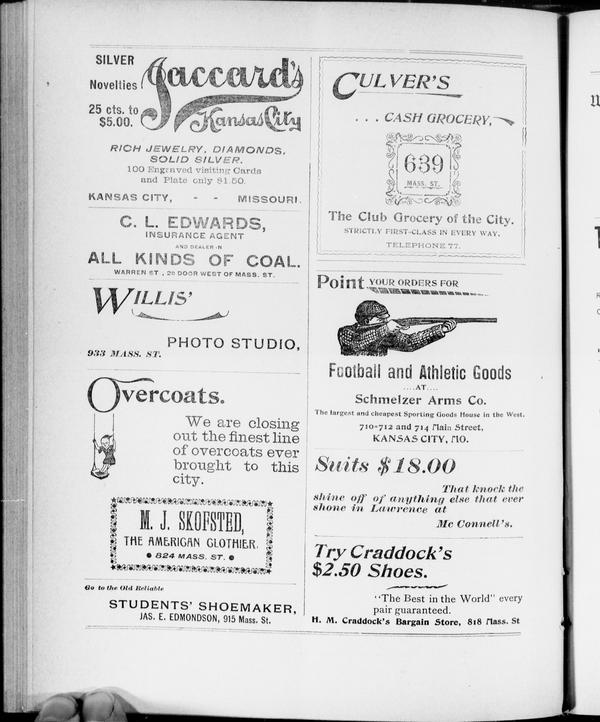 SILVER
Novelties
25 cts. to
$5.00.
Jaccard's
Kansas City
RICH JEWELRY, DIAMONDS,
SOLID SILVER.
100 Engraved visiting Cards
and Plate only $1.50.
KANSAS CITY, - - MISSOURI.
C. L. EDWARDS,
INSURANCE AGENT
AND DEALER IN
ALL KINDS OF COAL.
WARREN ST., 2D DOOR WEST OF MASS. ST.
WILLIS'
PHOTO STUDIO,
933 MASS. ST.
Overcoats.
We are closing
out the finest line
of overcoats ever
brought to this
city.
M. J. SKOFSTED,
THE AMERICAN CLOTHIER.
• 824 MASS. ST. •
Go to the Old Reliable
STUDENTS' SHOEMAKER,
JAS. E. EDMONDSON, 915 Mass. St.
CULVER'S
. . . CASH GROCERY,
639
MASS. ST.
The Club Grocery of the City.
STRICTLY FIRST-CLASS IN EVERY WAY.
TELEPHONE 77.
Point YOUR ORDERS FOR
Football and Athletic Goods
....AT....
Schmelzer Arms Co.
The largest and cheapest Sporting Goods House in the West.
710-712 and 714 Main Street,
KANSAS CITY, MO.
Suits $18.00
That knock the
shine off of anything else that ever
shone in Lawrence at
Mc Connell's.
Try Craddock's
$2.50 Shoes.
"The Best in the World" every
pair guaranteed.
H. M. Craddock's Bargain Store, 818 Mass. St